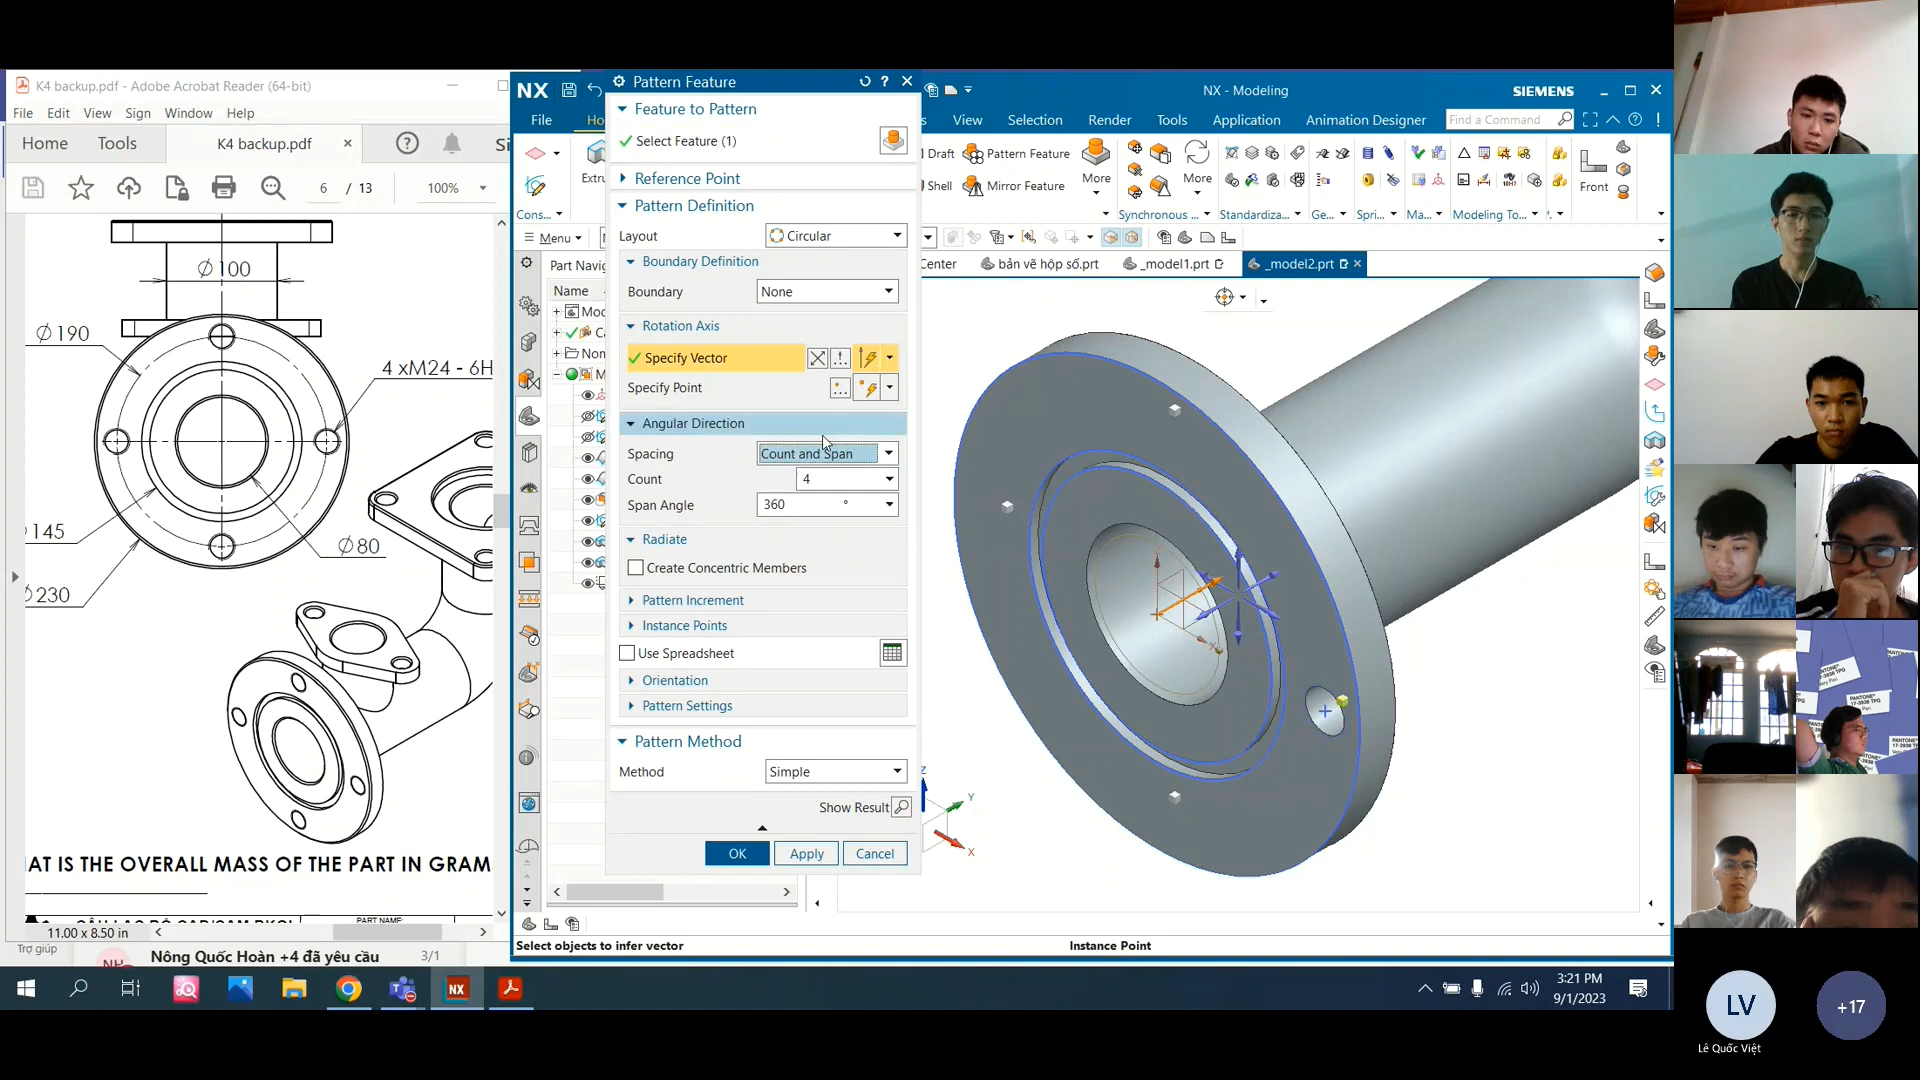 K4 backup.pdf - Adobe Acrobat Reader (64-bit)
File Edit View Sign Window Help
Home Tools K4 backup.pdf ×
6 / 13 100%
Ø100
Ø190
4 xM24 - 6H
145
Ø80
230
AT IS THE OVERALL MASS OF THE PART IN GRAM
PART NAME:
11.00 x 8.50 in
Trợ giúp
Nông Quốc Hoàn +4 đã yêu cầu 3/1
NX
NX - Modeling
SIEMENS
File
View Selection Render Tools Application Animation Designer
Find a Command
Draft Pattern Feature
Shell Mirror Feature
More
More
Front
Cons...
Synchronous ...
Standardiza...
Ge...
Spri...
Ma...
Modeling To...
Menu
Part Navig
Name
bản vẽ hộp số.prt
_model1.prt
_model2.prt
Pattern Feature
Feature to Pattern
Select Feature (1)
Reference Point
Pattern Definition
Layout Circular
Boundary Definition
Boundary None
Rotation Axis
Specify Vector
Specify Point
Angular Direction
Spacing Count and Span
Count 4
Span Angle 360 °
Radiate
Create Concentric Members
Pattern Increment
Instance Points
Use Spreadsheet
Orientation
Pattern Settings
Pattern Method
Method Simple
Show Result
OK Apply Cancel
Z
Y
X
Select objects to infer vector
Instance Point
3:21 PM
9/1/2023
LV
Lê Quốc Việt
+17